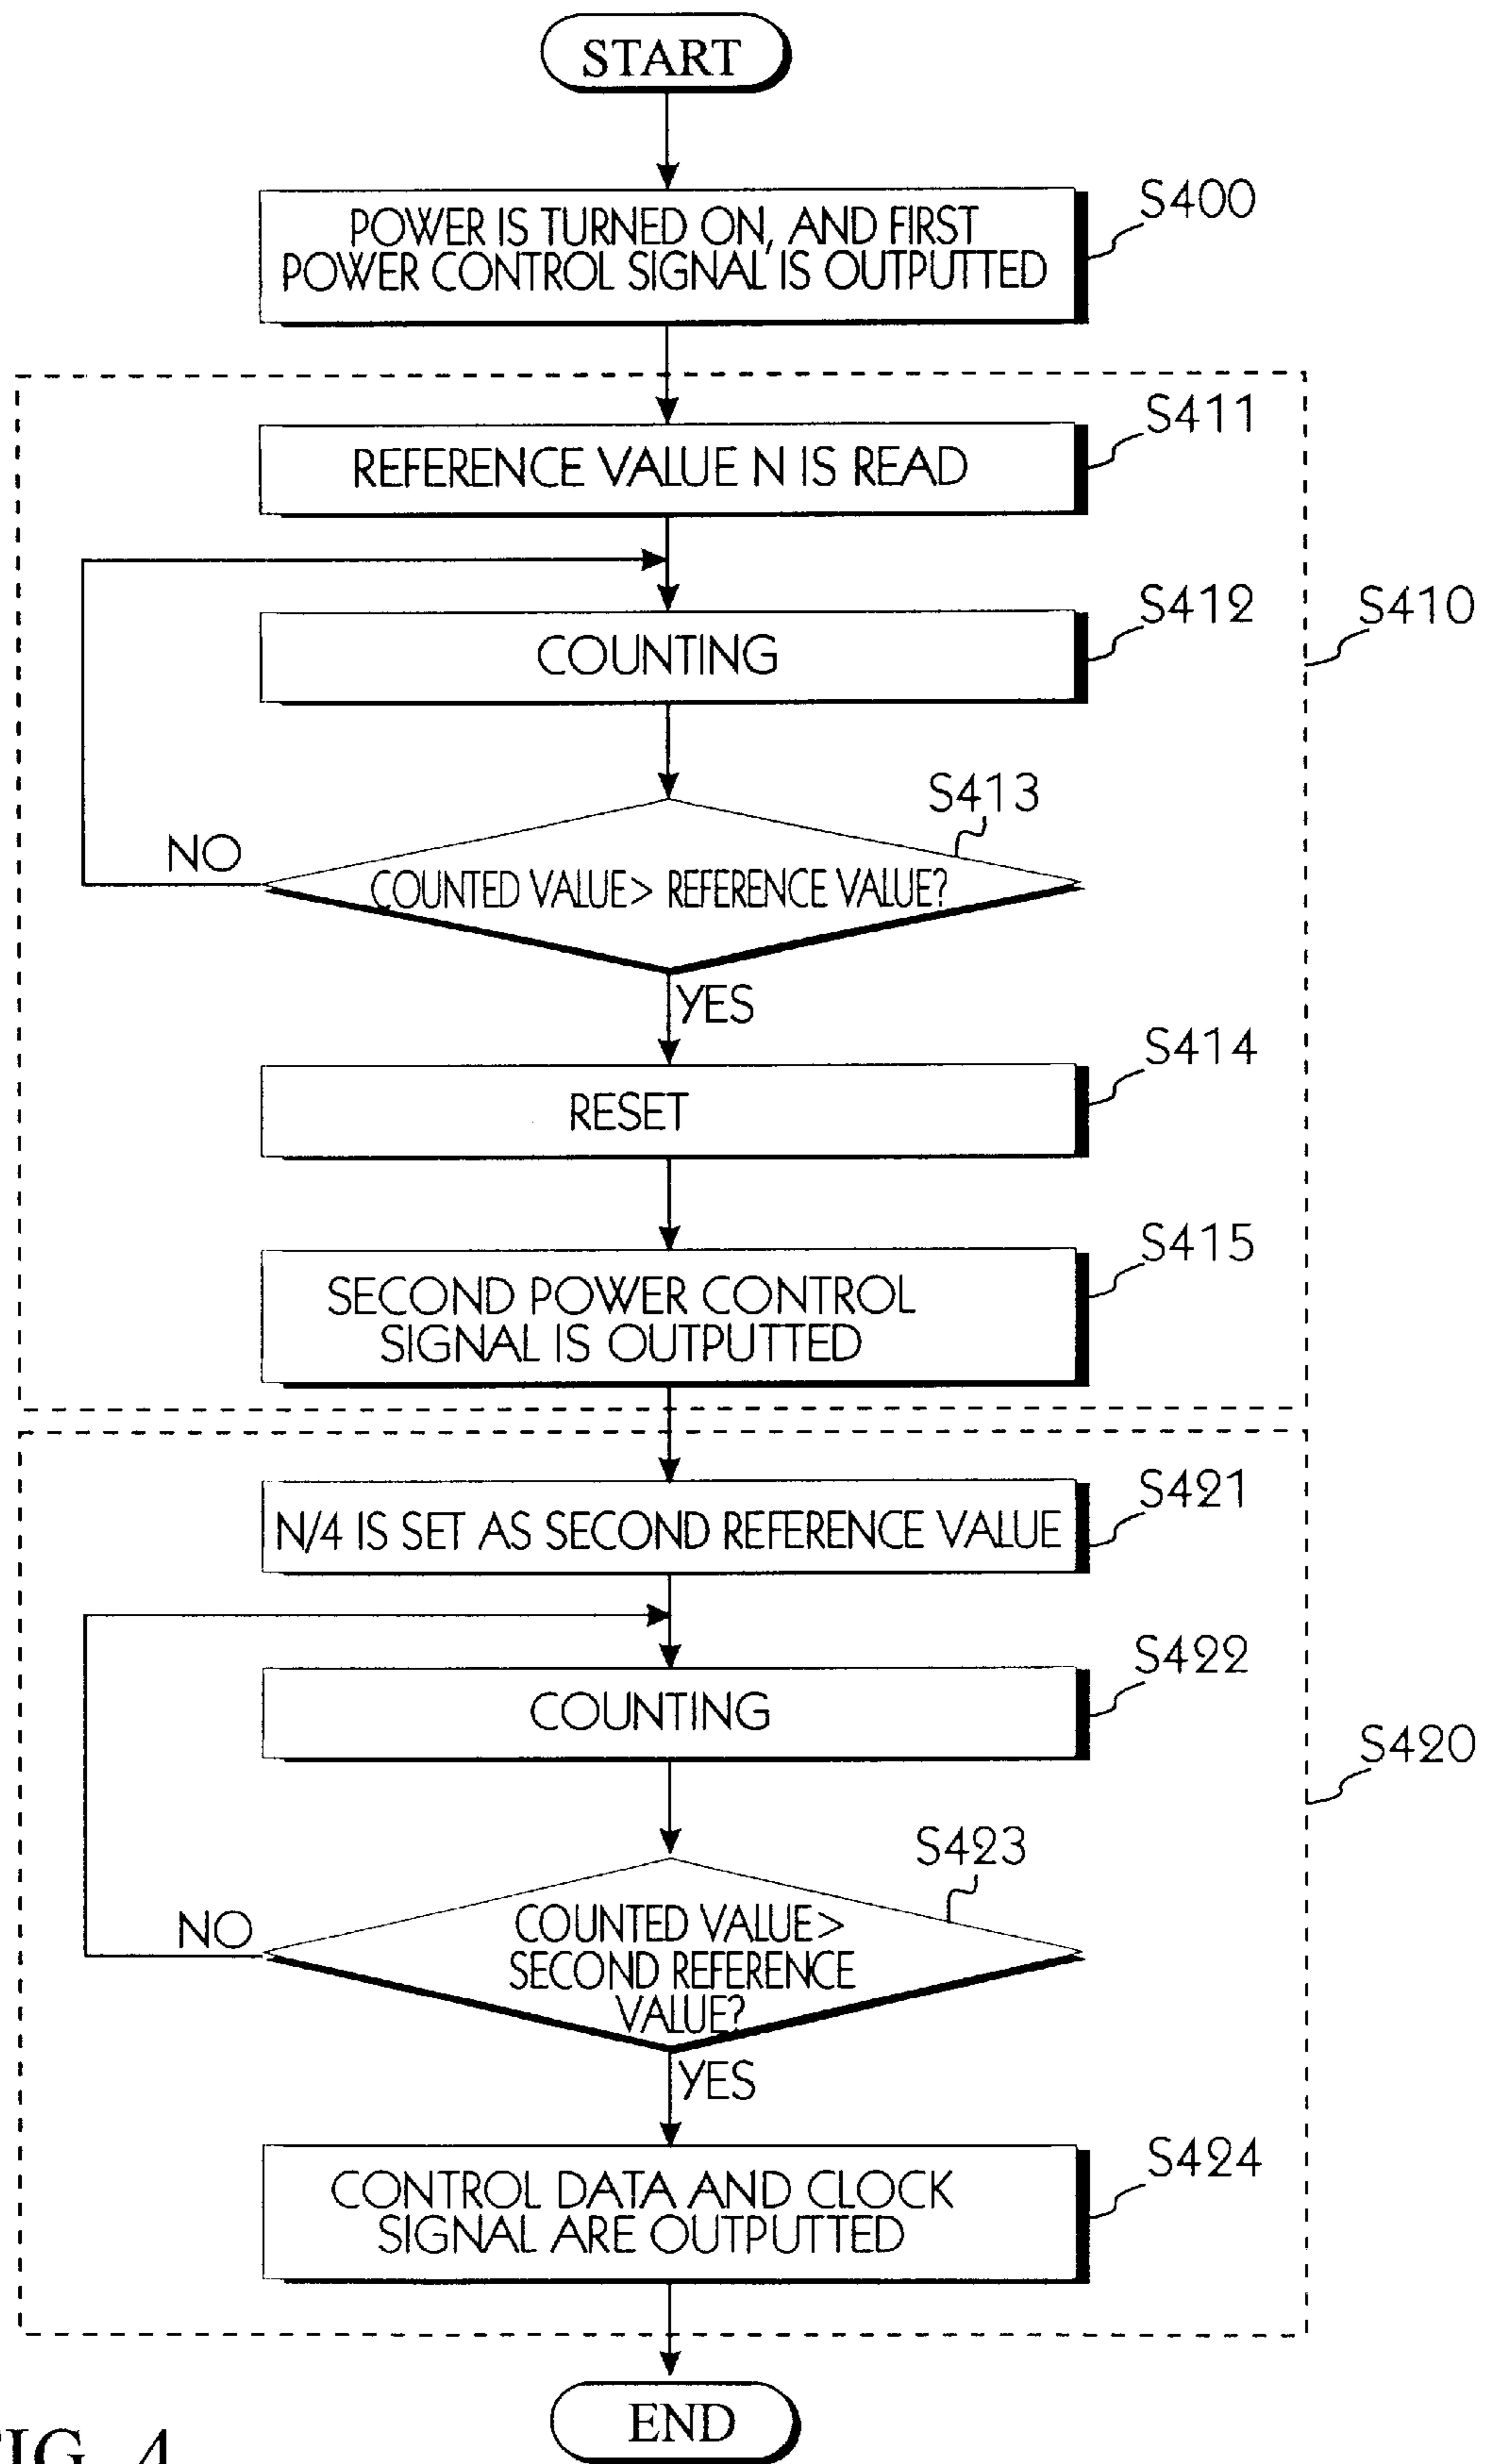 START
POWER IS TURNED ON, AND FIRST
POWER CONTROL SIGNAL IS OUTPUTTED
S400
S411
REFERENCE VALUE N IS READ
S412
COUNTING
S410
S413
NO
COUNTED VALUE> REFERENCE VALUE?
YES
S414
RESET
S415
SECOND POWER CONTROL
SIGNAL IS OUTPUTTED
S421
N/4 IS SET AS SECOND REFERENCE VALUE
S422
COUNTING
S420
S423
NO
COUNTED VALUE>
SECOND REFERENCE
VALUE?
YES
S424
CONTROL DATA AND CLOCK
SIGNAL ARE OUTPUTTED
END
FIG. 4